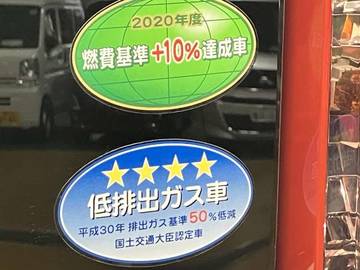 2020年度
燃費基準+10%達成車
低排出ガス車
平成30年 排出ガス基準50%低減
国土交通大臣認定車